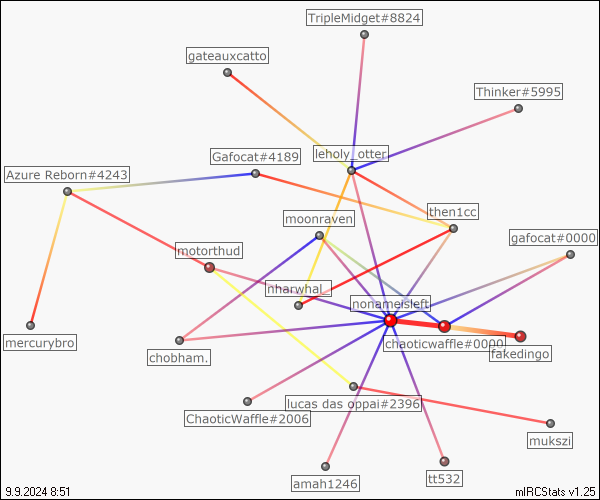 TripleMidget#8824
gateauxcatto
Thinker#5995
leholy_otter
Gafocat#4189
Azure Reborn#4243
then1cc
moonraven
gafocat#0000
motorthud
nharwhal_
nonameisleft
mercurybro
chaoticwaffle#0000
chobham.
fakedingo
lucas das oppai#2396
ChaoticWaffle#2006
mukszi
amah1246
tt532
9.9.2024 8:51
mIRCStats v1.25